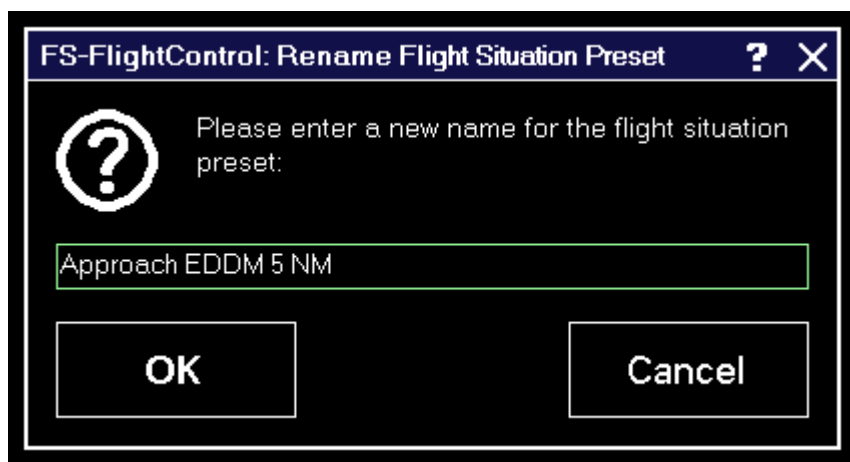 FS-FlightControl: Rename Flight Situation Preset ? X
Please enter a new name for the flight situation
preset:
Approach EDDM 5 NM
OK Cancel